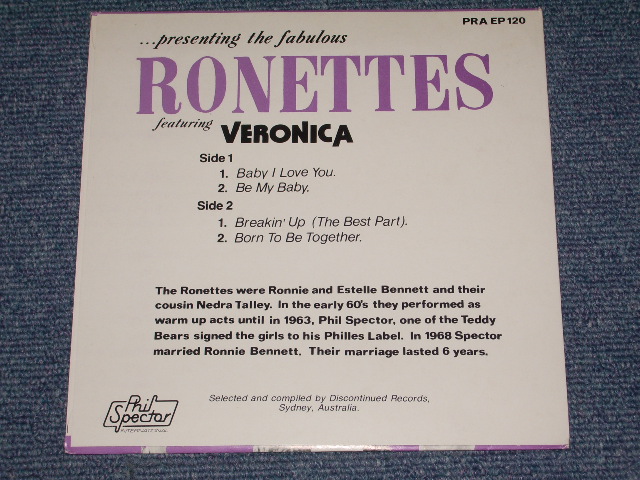 PRA EP 120
...presenting the fabulous
RONETTES
featuring VERONICA
Side 1
1. Baby I Love You.
2. Be My Baby.
Side 2
1. Breakin' Up (The Best Part).
2. Born To Be Together.
The Ronettes were Ronnie and Estelle Bennett and their
cousin Nedra Talley. In the early 60's they performed as
warm up acts until in 1963, Phil Spector, one of the Teddy
Bears signed the girls to his Philles Label. In 1968 Spector
married Ronnie Bennett. Their marriage lasted 6 years.
Selected and compiled by Discontinued Records,
Sydney, Australia.
Phil
Spector
INTERNATIONAL